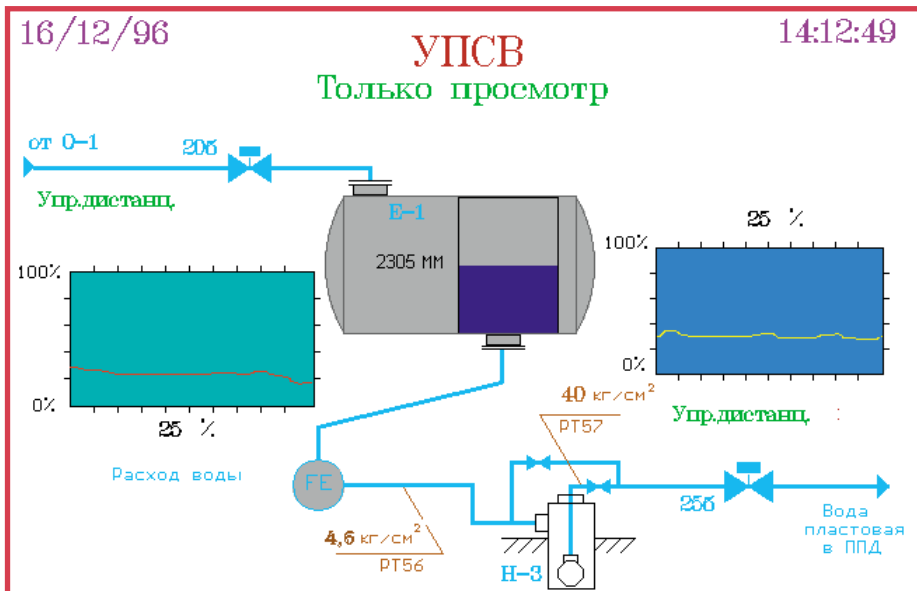 16/12/96
14:12:49
УПСВ
Только просмотр
от О-1
20б
Упр.дистанц.
Е-1
2305 ММ
25 %
100%
0%
100%
0%
25 %
Расход воды
40 кг/см²
РТ57
Упр.дистанц. :
FE
25б
4,6 кг/см²
РТ56
Н-3
Вода
пластовая
в ППД